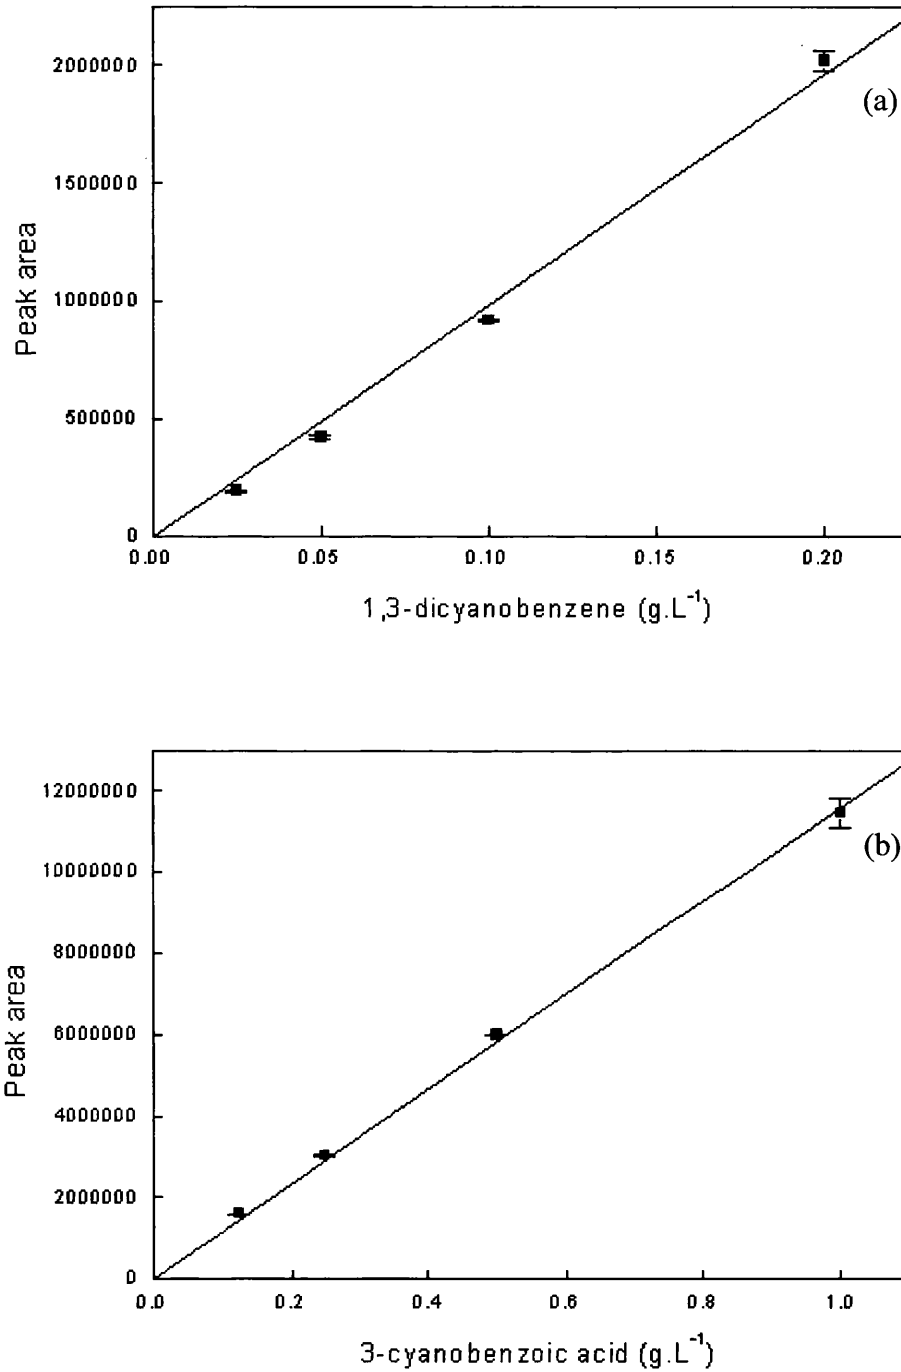 2000000
(a)
1500000
Peak area
1000000
500000
0
0.00 0.05 0.10 0.15 0.20
1,3-dicyanobenzene (g.L⁻¹)
12000000
(b)
10000000
8000000
Peak area
6000000
4000000
2000000
0
0.0 0.2 0.4 0.6 0.8 1.0
3-cyanobenzoic acid (g.L⁻¹)